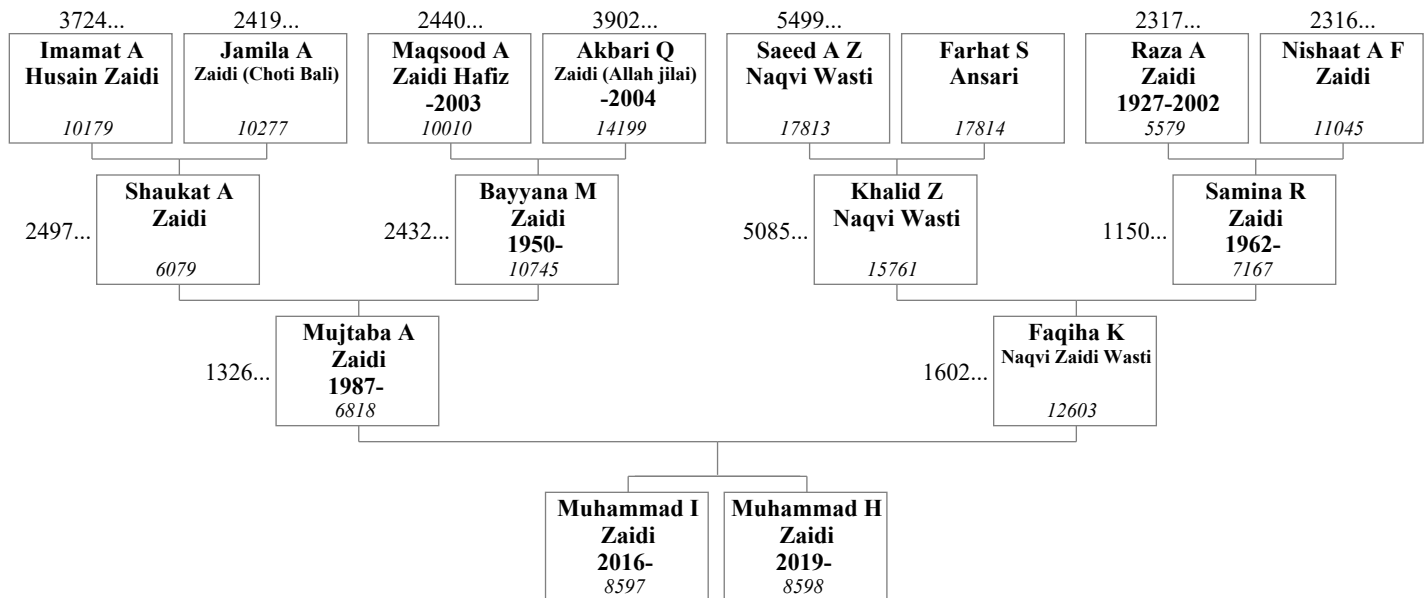 3724...
2419...
2440...
3902...
5499...
2317...
2316...
Imamat A
Husain Zaidi
10179
Jamila A
Zaidi (Choti Bali)
10277
Maqsood A
Zaidi Hafiz
-2003
10010
Akbari Q
Zaidi (Allah jilai)
-2004
14199
Saeed A Z
Naqvi Wasti
17813
Farhat S
Ansari
17814
Raza A
Zaidi
1927-2002
5579
Nishaat A F
Zaidi
11045
2497...
Shaukat A
Zaidi
6079
2432...
Bayyana M
Zaidi
1950-
10745
5085...
Khalid Z
Naqvi Wasti
15761
1150...
Samina R
Zaidi
1962-
7167
1326...
Mujtaba A
Zaidi
1987-
6818
1602...
Faqiha K
Naqvi Zaidi Wasti
12603
Muhammad I
Zaidi
2016-
8597
Muhammad H
Zaidi
2019-
8598